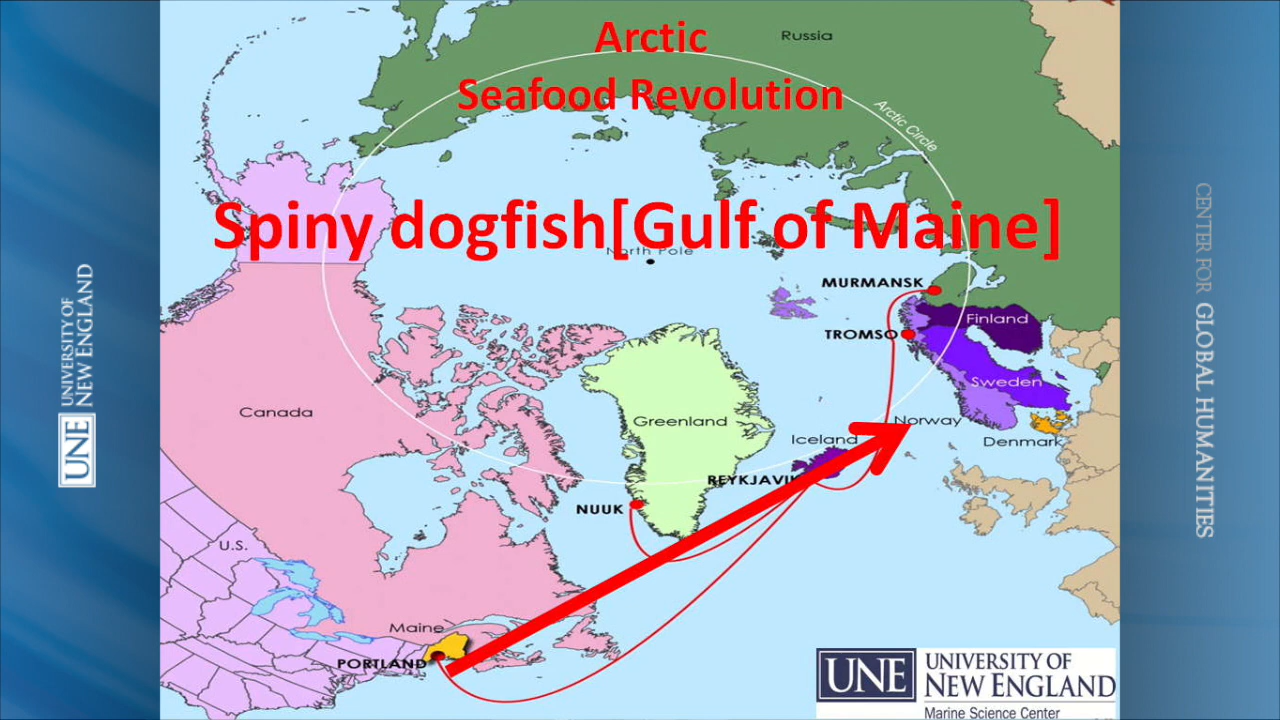 Arctic
Seafood Revolution
Russia
Arctic Circle
Spiny dogfish[Gulf of Maine]
North Pole
MURMANSK
Finland
TROMSO
Sweden
Canada
Greenland
Norway
Iceland
Denmark
REYKJAVIK
NUUK
U.S.
Maine
PORTLAND
UNE
UNIVERSITY OF
NEW ENGLAND
Marine Science Center
UNE
UNIVERSITY OF
NEW ENGLAND
CENTER FOR GLOBAL HUMANITIES